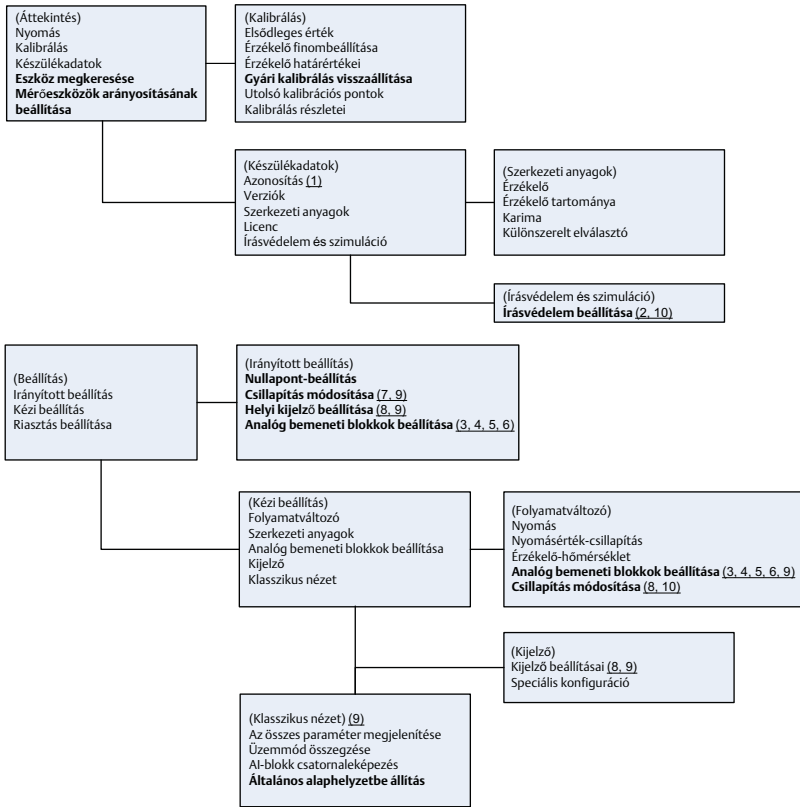 (Áttekintés)
Nyomás
Kalibrálás
Készülékadatok
Eszköz megkeresése
Mérőeszközök arányosításának
beállítása
(Kalibrálás)
Elsődleges érték
Érzékelő finombeállítása
Érzékelő határértékei
Gyári kalibrálás visszaállítása
Utolsó kalibrációs pontok
Kalibrálás részletei
(Készülékadatok)
Azonosítás (1)
Verziók
Szerkezeti anyagok
Licenc
Írásvédelem és szimuláció
(Szerkezeti anyagok)
Érzékelő
Érzékelő tartománya
Karima
Különszerelt elválasztó
(Írásvédelem és szimuláció)
Írásvédelem beállítása (2, 10)
(Beállítás)
Irányított beállítás
Kézi beállítás
Riasztás beállítása
(Irányított beállítás)
Nullapont-beállítás
Csillapítás módosítása (7, 9)
Helyi kijelző beállítása (8, 9)
Analóg bemeneti blokkok beállítása (3, 4, 5, 6)
(Kézi beállítás)
Folyamatváltozó
Szerkezeti anyagok
Analóg bemeneti blokkok beállítása
Kijelző
Klasszikus nézet
(Folyamatváltozó)
Nyomás
Nyomásérték-csillapítás
Érzékelő-hőmérséklet
Analóg bemeneti blokkok beállítása (3, 4, 5, 6, 9)
Csillapítás módosítása (8, 10)
(Kijelző)
Kijelző beállításai (8, 9)
Speciális konfiguráció
(Klasszikus nézet) (9)
Az összes paraméter megjelenítése
Üzemmód összegzése
AI-blokk csatornaleképezés
Általános alaphelyzetbe állítás